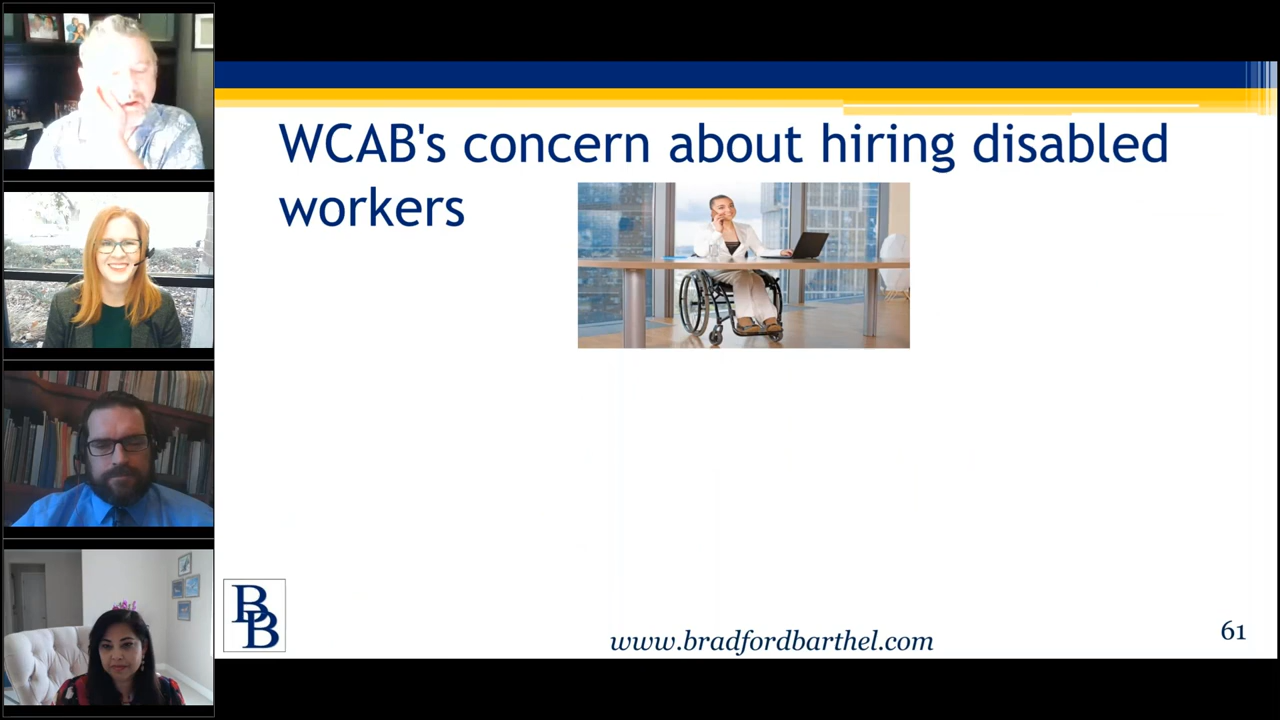 WCAB's concern about hiring disabled
workers
B
B
www.bradfordbarthel.com
61